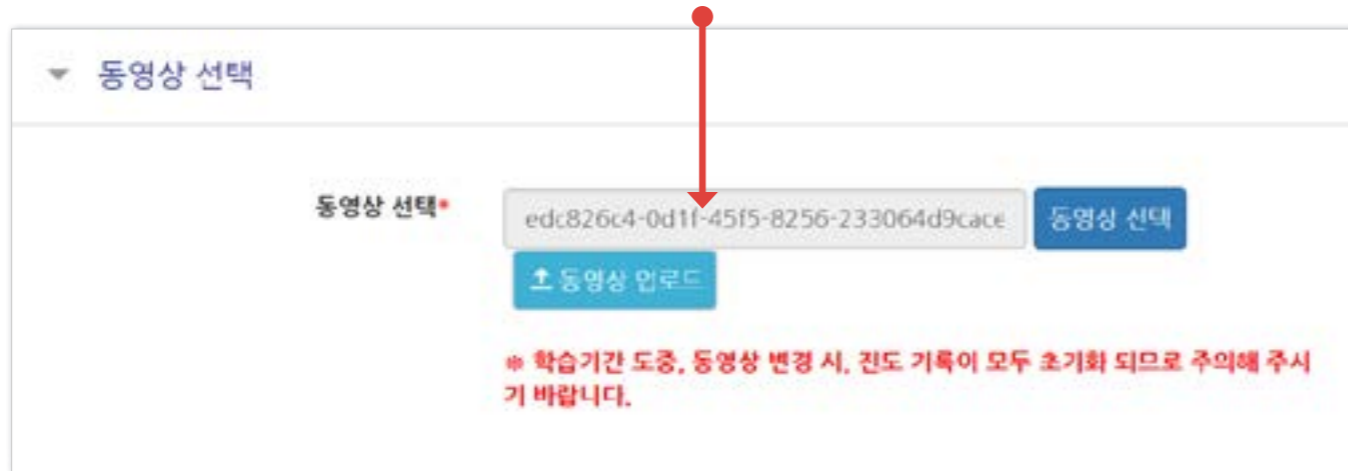 동영상 선택
동영상 선택* edc826c4-0d1f-45f5-8256-233064d9cace 동영상 선택
동영상 업로드
※ 학습기간 도중, 동영상 변경 시, 진도 기록이 모두 초기화 되므로 주의해 주시
기 바랍니다.